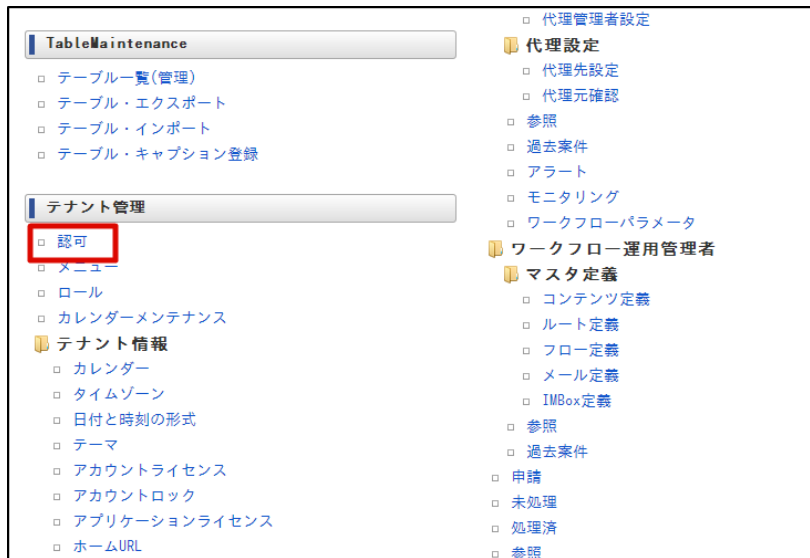 TableMaintenance
テーブル一覧(管理)
テーブル・エクスポート
テーブル・インポート
テーブル・キャプション登録
テナント管理
認可
メニュー
ロール
カレンダーメンテナンス
テナント情報
カレンダー
タイムゾーン
日付と時刻の形式
テーマ
アカウントライセンス
アカウントロック
アプリケーションライセンス
ホームURL
代理管理者設定
代理設定
代理先設定
代理元確認
参照
過去案件
アラート
モニタリング
ワークフローパラメータ
ワークフロー運用管理者
マスタ定義
コンテンツ定義
ルート定義
フロー定義
メール定義
IMBox定義
参照
過去案件
申請
未処理
処理済
参照